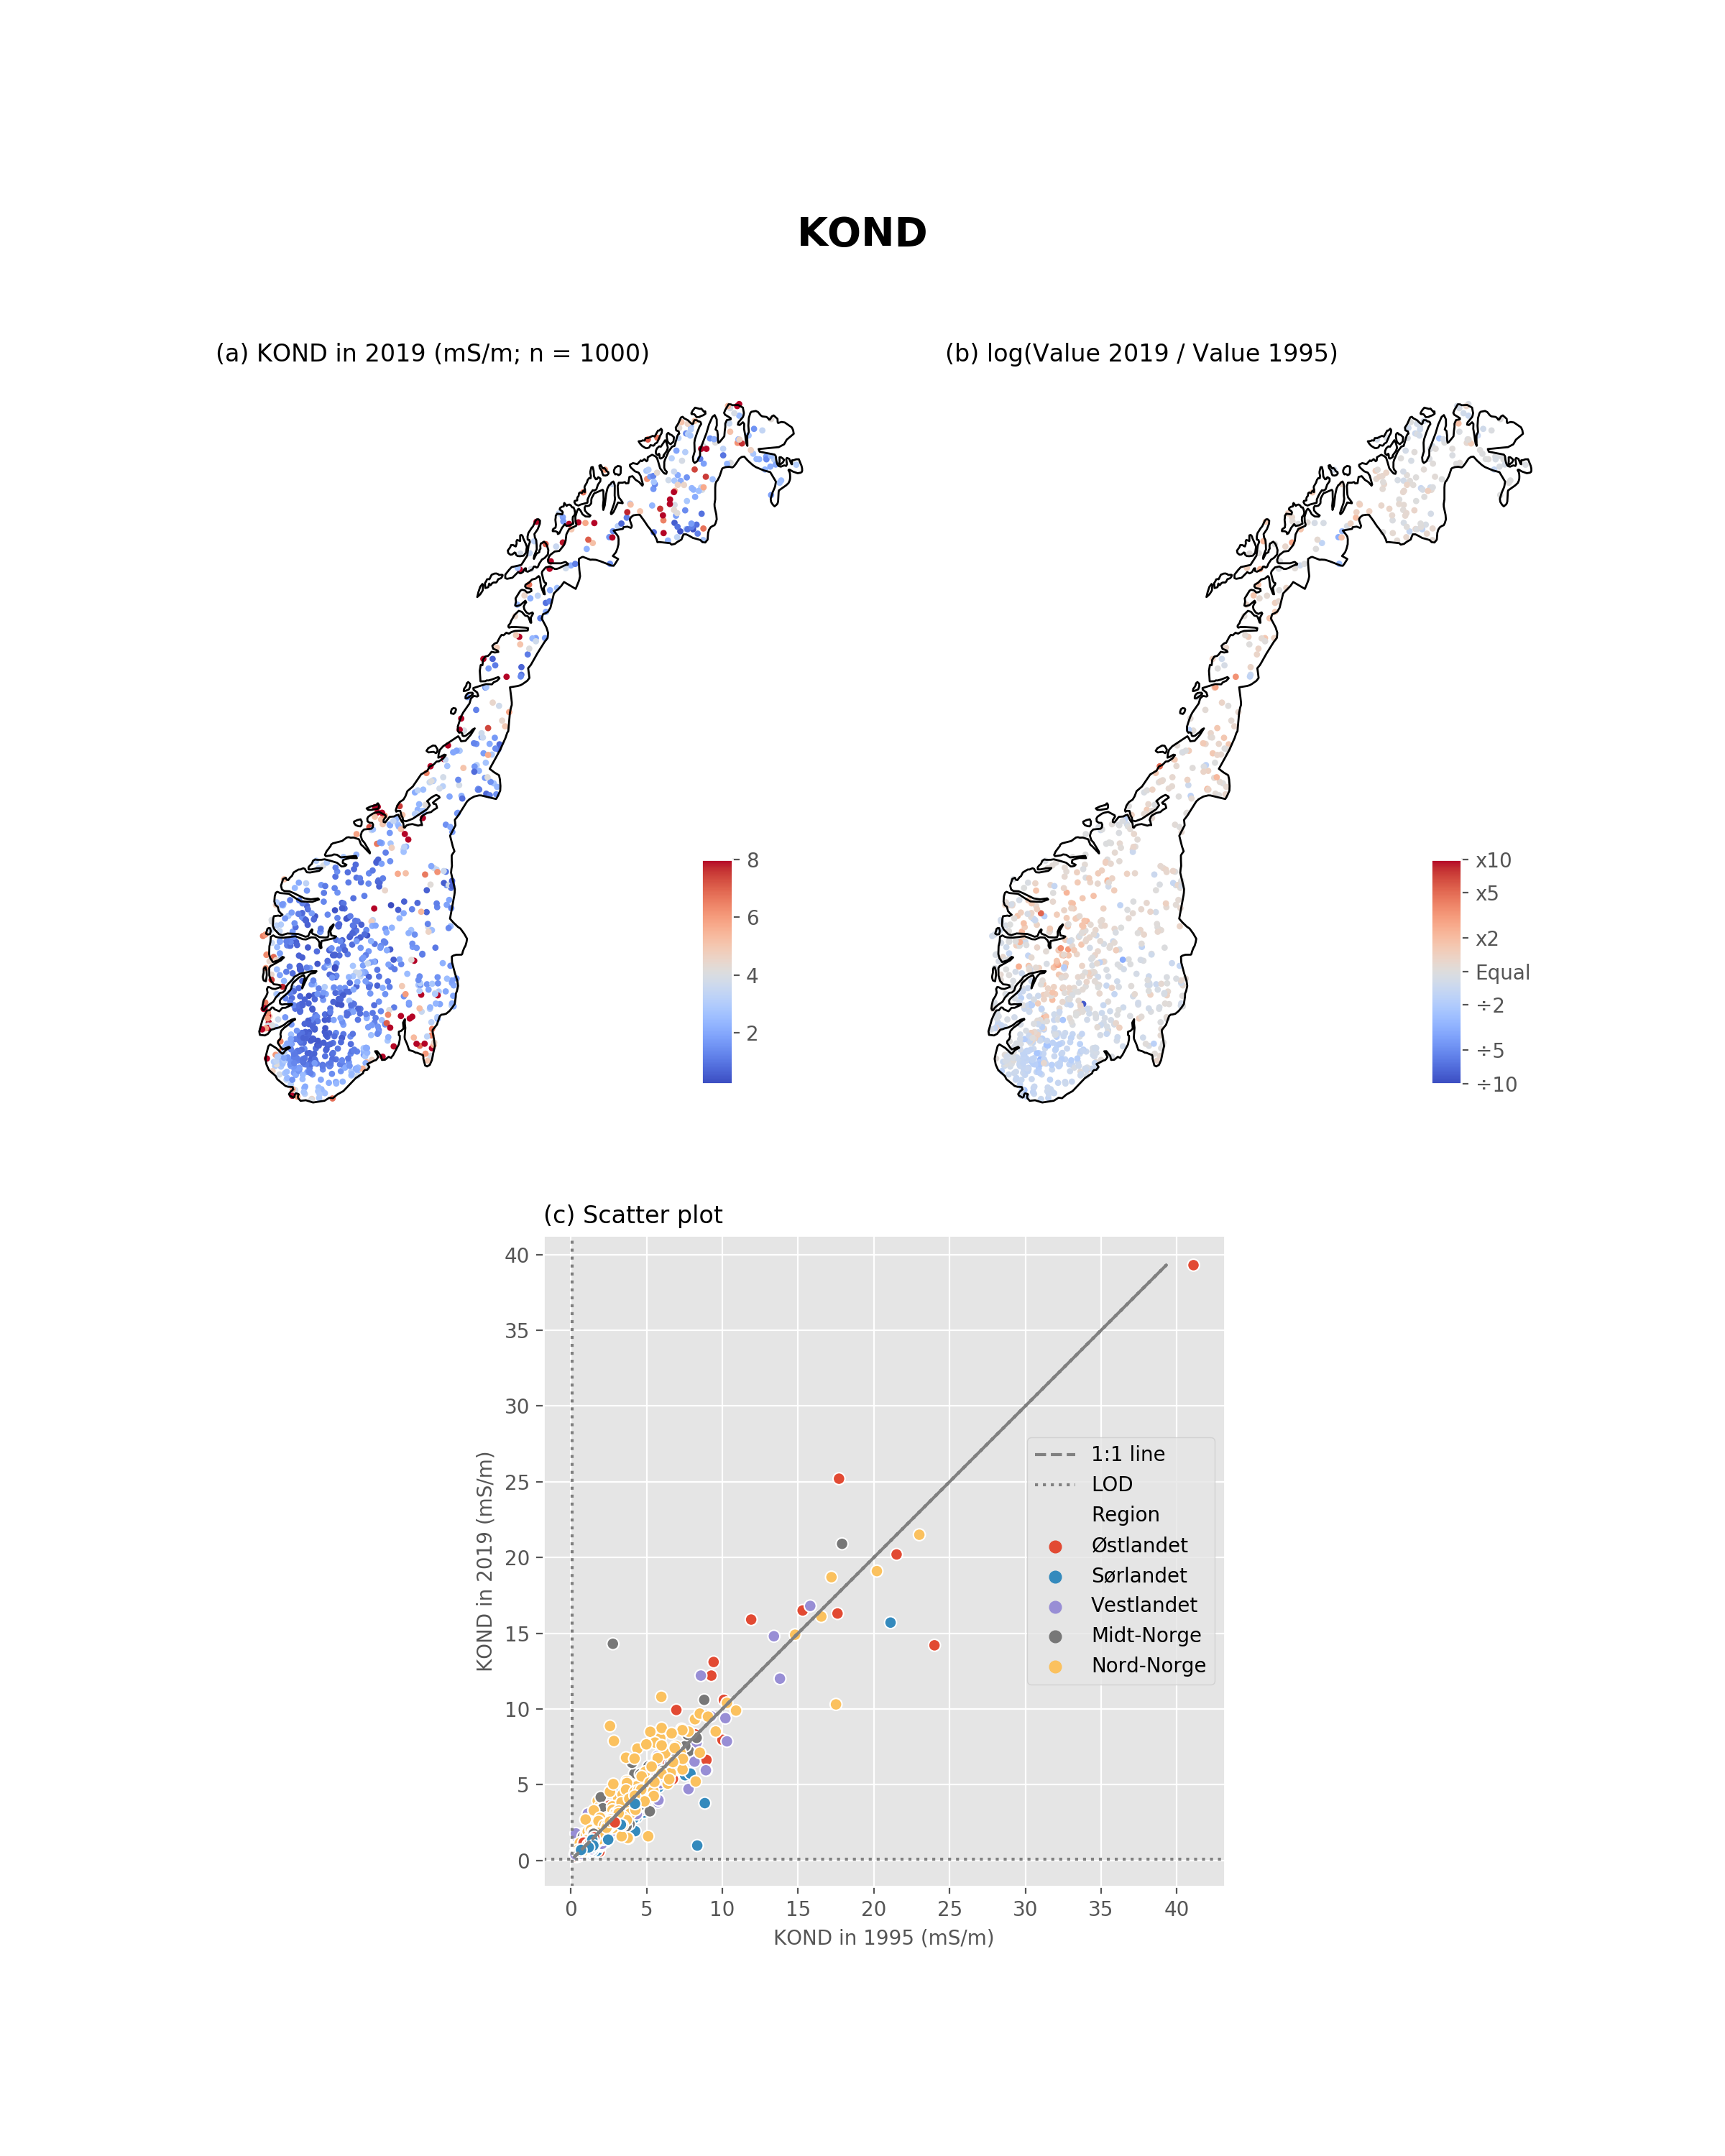 KOND
(a) KOND in 2019 (mS/m; n = 1000)
8
6
4
2
(b) log(Value 2019 / Value 1995)
x10
x5
x2
Equal
÷2
÷5
÷10
(c) Scatter plot
40
35
30
25
20
15
10
5
0
KOND in 2019 (mS/m)
1:1 line
LOD
Region
Østlandet
Sørlandet
Vestlandet
Midt-Norge
Nord-Norge
0 5 10 15 20 25 30 35 40
KOND in 1995 (mS/m)